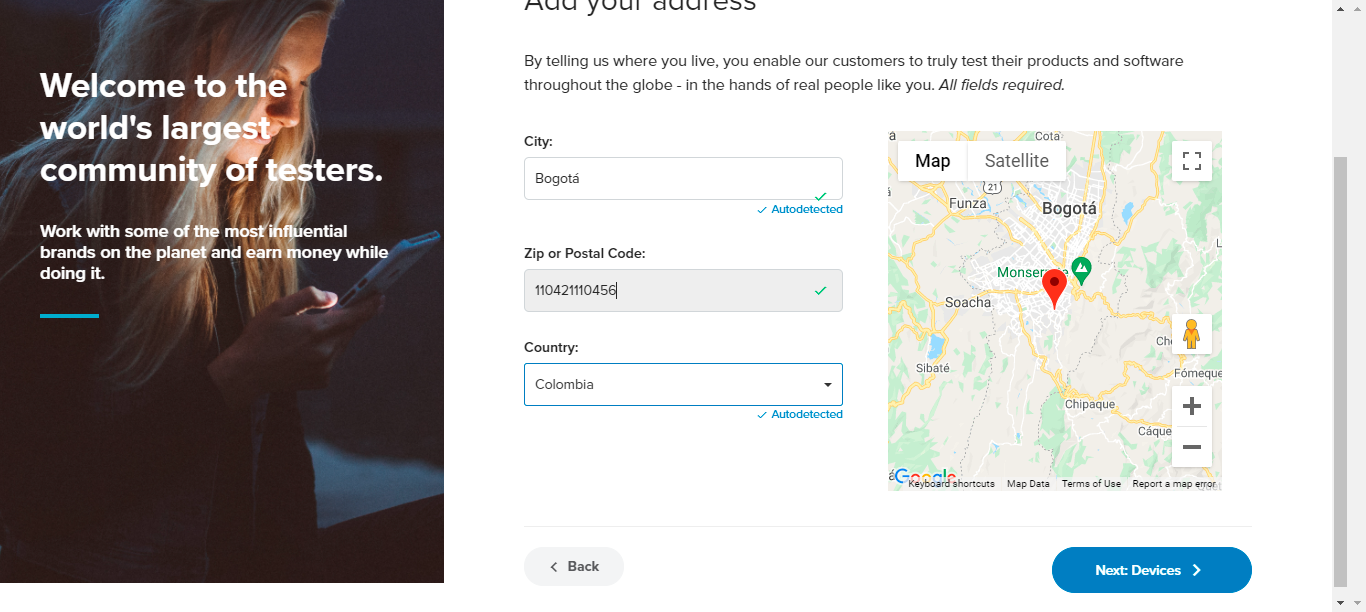 Add your address
Welcome to the
world's largest
community of testers.
Work with some of the most influential
brands on the planet and earn money while
doing it.
By telling us where you live, you enable our customers to truly test their products and software
throughout the globe - in the hands of real people like you. All fields required.
City:
Bogotá
Autodetected
Zip or Postal Code:
110421110456
Country:
Colombia
Autodetected
Map
Satellite
Cota
21
Funza
Bogotá
Soacha
Sibaté
Fómeque
Chipaque
Google
Keyboard shortcuts
Map Data
Terms of Use
Report a map error
Back
Next: Devices